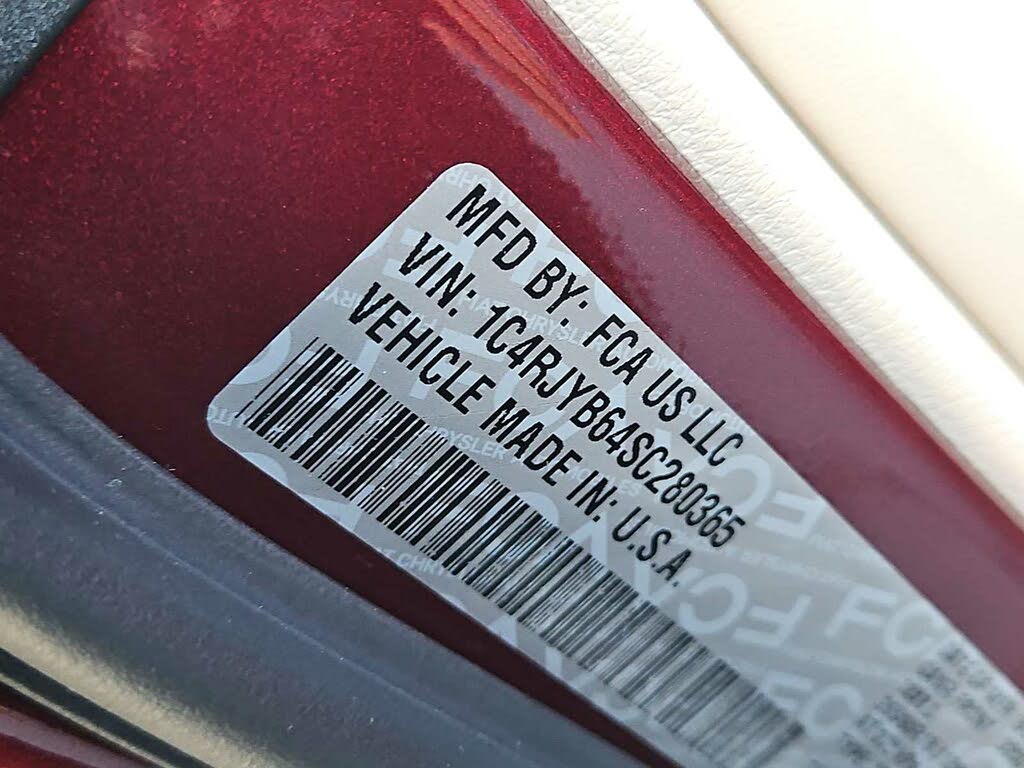 MFD BY: FCA US LLC
VIN: 1C4RJYB64SC280365
VEHICLE MADE IN: U.S.A.